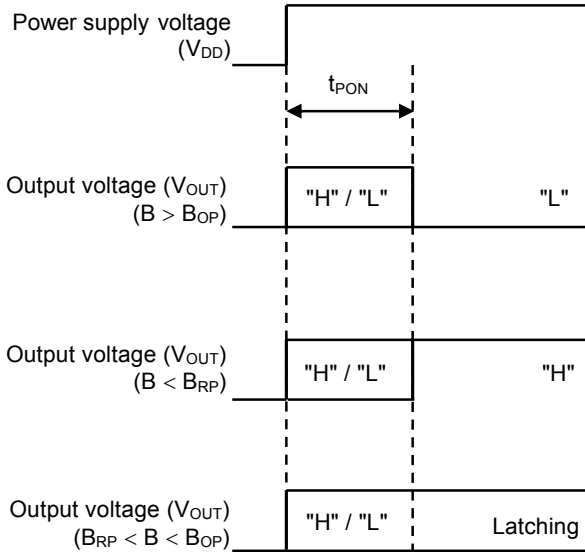 Power supply voltage
(VDD)
tPON
Output voltage (VOUT)
(B > BOP)
"H" / "L"
"L"
Output voltage (VOUT)
(B < BRP)
"H" / "L"
"H"
Output voltage (VOUT)
(BRP < B < BOP)
"H" / "L"
Latching